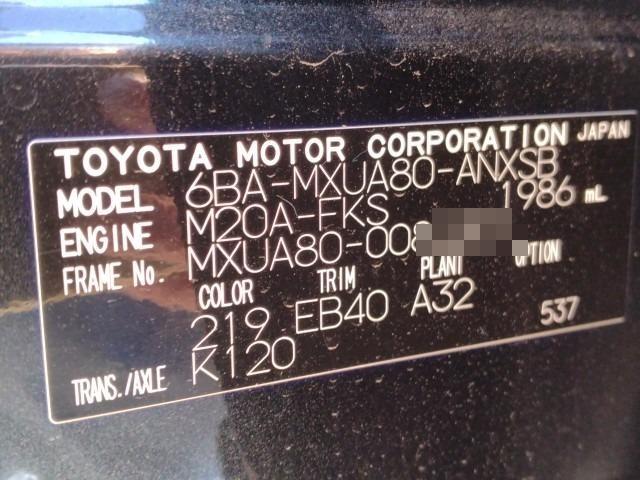 TOYOTA MOTOR CORPORATION JAPAN
MODEL 6BA-MXUA80-ANXSB
ENGINE M20A-FKS 1986 mL
FRAME No. MXUA80-008
COLOR TRIM PLANT OPTION
219 EB40 A32 537
TRANS./AXLE K120